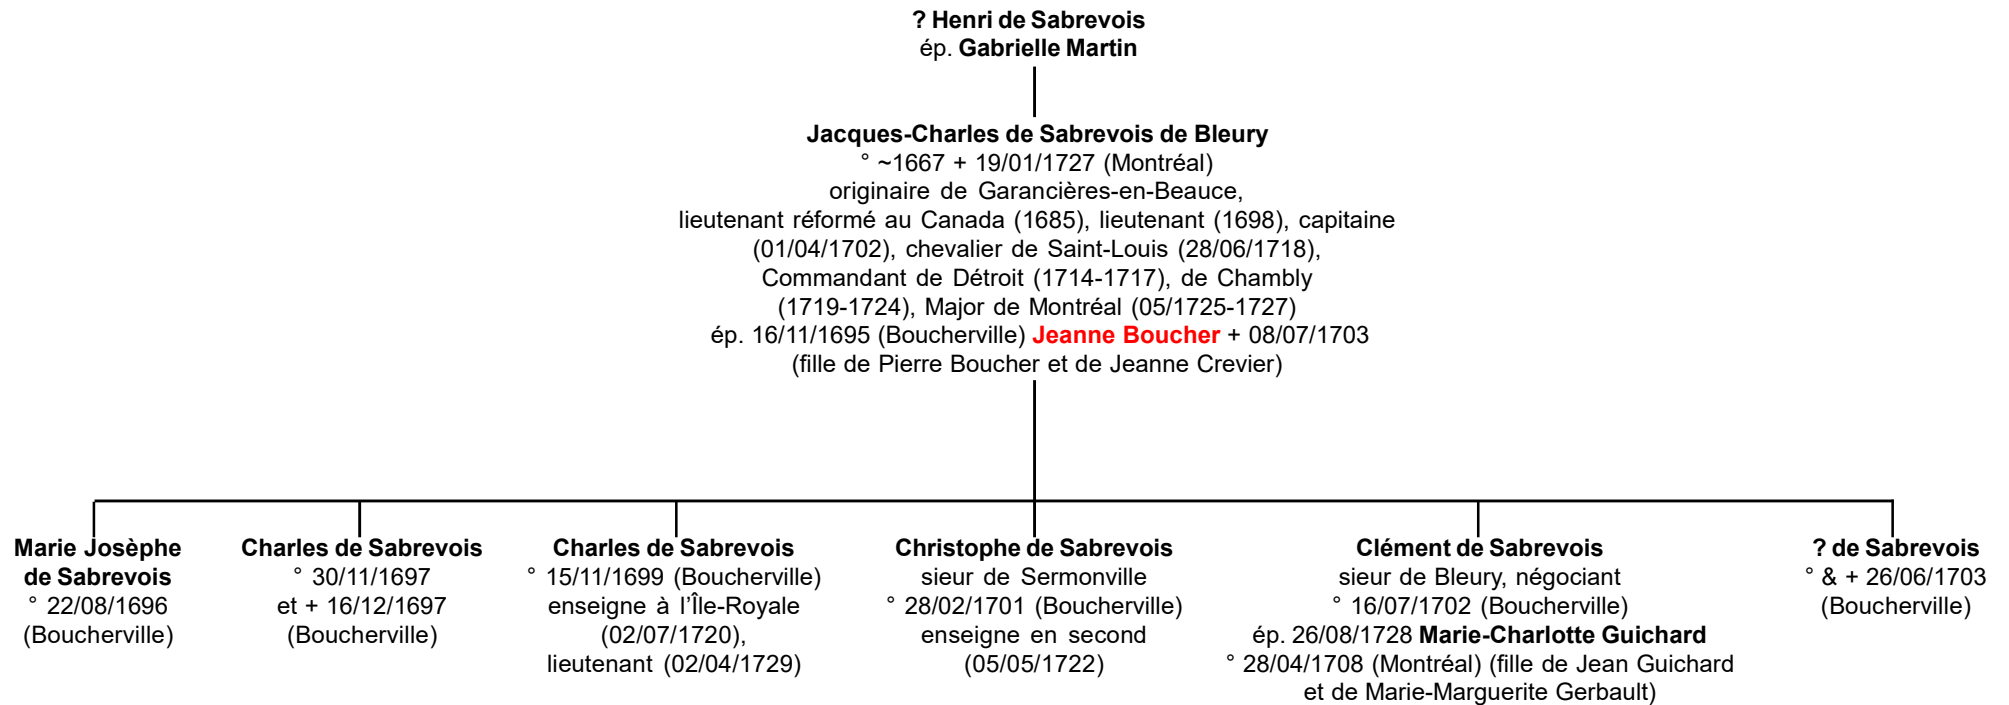 ? Henri de Sabrevois
ép. Gabrielle Martin
Jacques-Charles de Sabrevois de Bleury
° ~1667 + 19/01/1727 (Montréal)
originaire de Garancières-en-Beauce,
lieutenant réformé au Canada (1685), lieutenant (1698), capitaine
(01/04/1702), chevalier de Saint-Louis (28/06/1718),
Commandant de Détroit (1714-1717), de Chambly
(1719-1724), Major de Montréal (05/1725-1727)
ép. 16/11/1695 (Boucherville) Jeanne Boucher + 08/07/1703
(fille de Pierre Boucher et de Jeanne Crevier)
Marie Josèphe
de Sabrevois
° 22/08/1696
(Boucherville)
Charles de Sabrevois
° 30/11/1697
et + 16/12/1697
(Boucherville)
Charles de Sabrevois
° 15/11/1699 (Boucherville)
enseigne à l’Île-Royale
(02/07/1720),
lieutenant (02/04/1729)
Christophe de Sabrevois
sieur de Sermonville
° 28/02/1701 (Boucherville)
enseigne en second
(05/05/1722)
Clément de Sabrevois
sieur de Bleury, négociant
° 16/07/1702 (Boucherville)
ép. 26/08/1728 Marie-Charlotte Guichard
° 28/04/1708 (Montréal) (fille de Jean Guichard
et de Marie-Marguerite Gerbault)
? de Sabrevois
° & + 26/06/1703
(Boucherville)